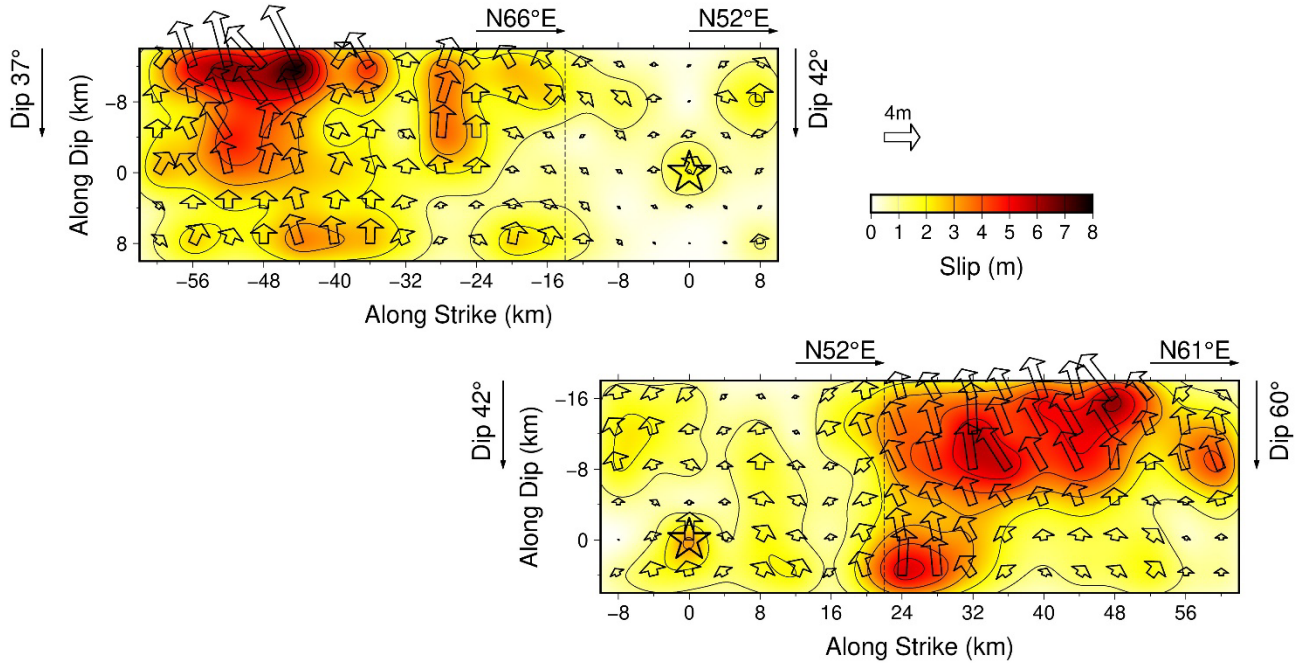 N66°E N52°E
Dip 37°
Along Dip (km)
-8
0
8
Dip 42°
4m
0 1 2 3 4 5 6 7 8
Slip (m)
-56 -48 -40 -32 -24 -16 -8 0 8
Along Strike (km)
N52°E N61°E
Dip 42°
Along Dip (km)
-16
-8
0
Dip 60°
-8 0 8 16 24 32 40 48 56
Along Strike (km)